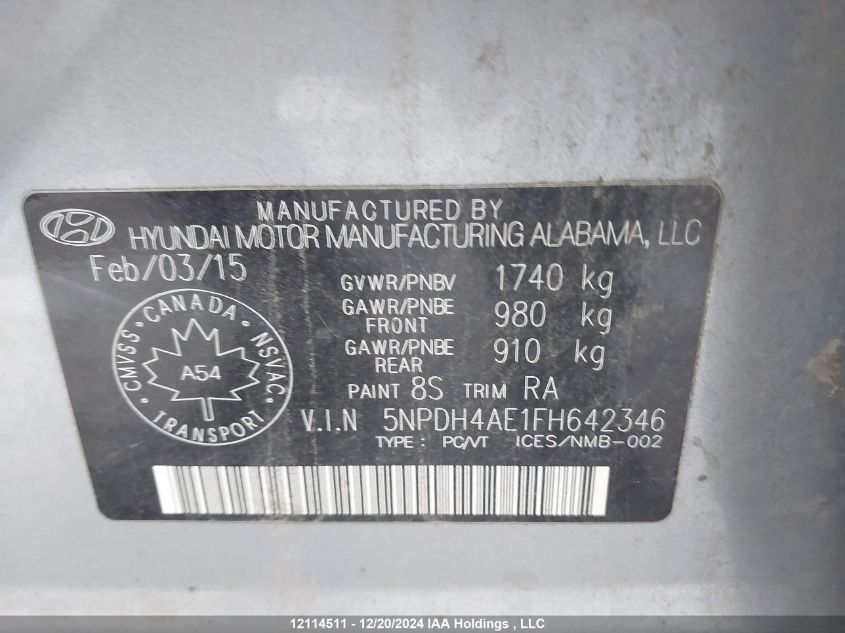 MANUFACTURED BY
HYUNDAI MOTOR MANUFACTURING ALABAMA, LLC
Feb/03/15
GVWR/PNBV 1740 kg
GAWR/PNBE FRONT 980 kg
GAWR/PNBE REAR 910 kg
PAINT 8S TRIM RA
V.I.N 5NPDH4AE1FH642346
TYPE : PC/VT ICES/NMB-002
CANADA
CMVSS · NSVAC
A54
TRANSPORT
12114511 - 12/20/2024 IAA Holdings , LLC